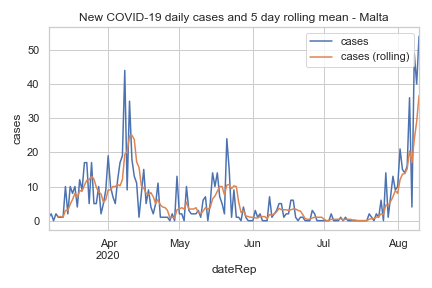 New COVID-19 daily cases and 5 day rolling mean - Malta
cases
cases (rolling)
cases
50
40
30
20
10
0
Apr
2020
May
Jun
Jul
Aug
dateRep